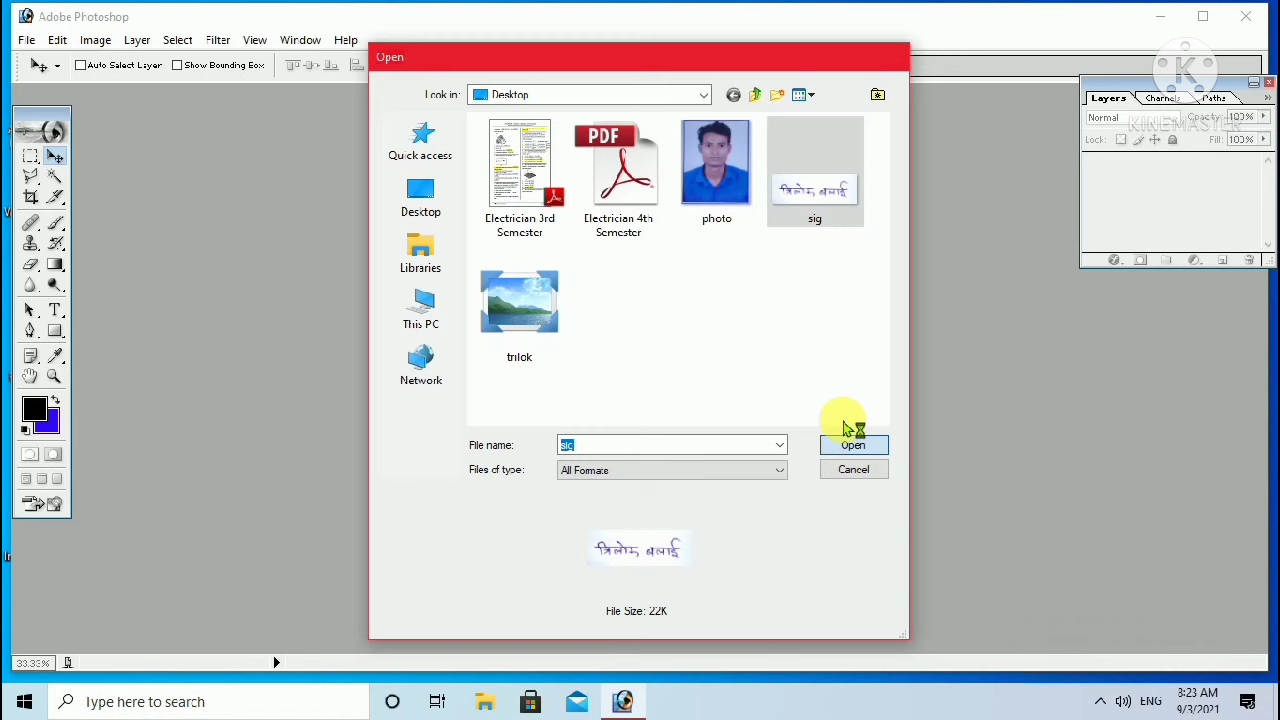 Adobe Photoshop
File Edit Image Layer Select Filter View Window Help
Auto Select Layer Show Bounding Box
Open
Look in: Desktop
Quick access
Desktop
Libraries
This PC
Network
PDF
Electrician 3rd Semester
Electrician 4th Semester
photo
त्रिलोक बलाई
sig
trilok
File name: sig
Open
Files of type: All Formats
Cancel
त्रिलोक बलाई
File Size: 22K
K
KINEMASTER
Layers Channels Paths
Normal Opacity: 100%
Lock: Fill: 100%
33.33%
Type here to search
ENG
8:23 AM
9/3/2021